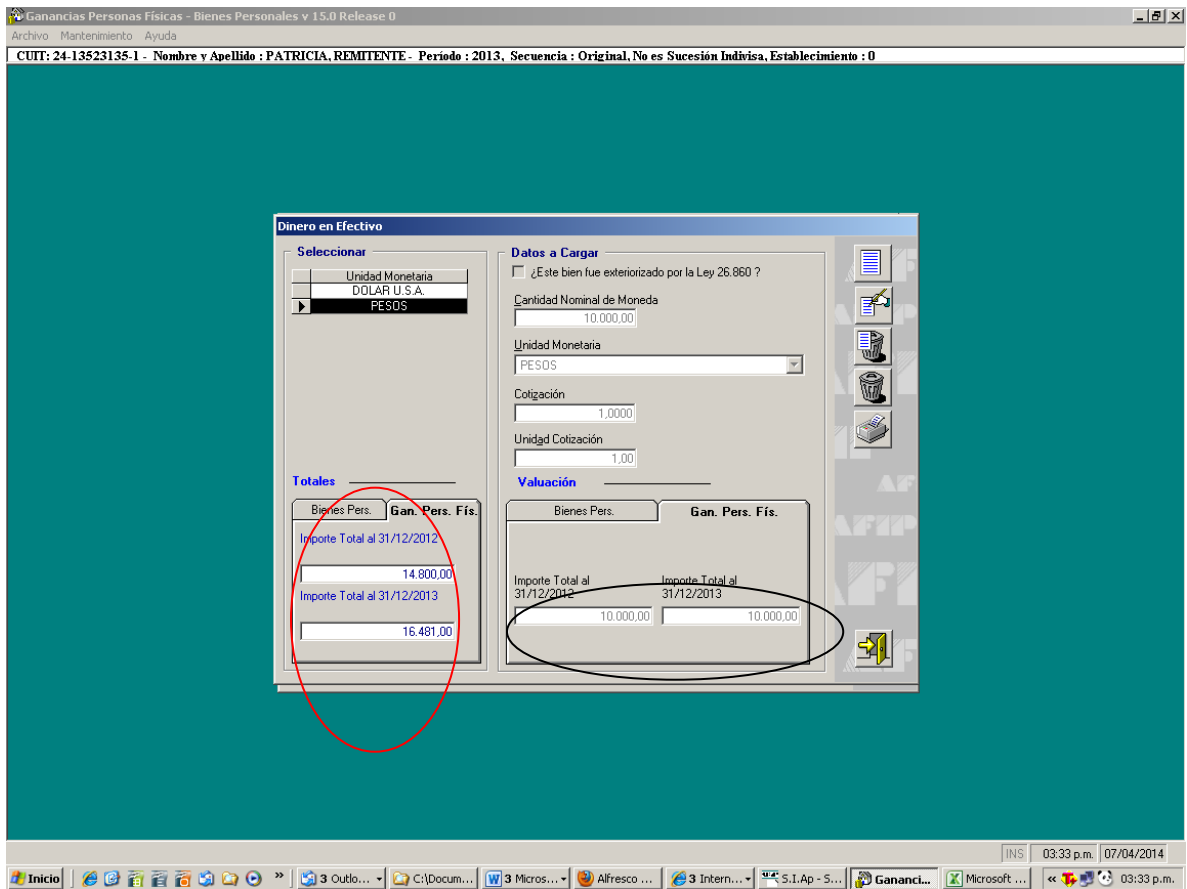 Ganancias Personas Físicas - Bienes Personales v 15.0 Release 0
Archivo Mantenimiento Ayuda
CUIT: 24-13523135-1 - Nombre y Apellido : PATRICIA, REMITENTE - Período : 2013, Secuencia : Original, No es Sucesión Indivisa, Establecimiento : 0
Dinero en Efectivo
Seleccionar
Unidad Monetaria
DOLAR U.S.A.
PESOS
Totales
Bienes Pers. Gan. Pers. Fís.
Importe Total al 31/12/2012
14.800,00
Importe Total al 31/12/2013
16.481,00
Datos a Cargar
¿Este bien fue exteriorizado por la Ley 26.860 ?
Cantidad Nominal de Moneda
10.000,00
Unidad Monetaria
PESOS
Cotización
1,0000
Unidad Cotización
1,00
Valuación
Bienes Pers. Gan. Pers. Fís.
Importe Total al 31/12/2012
10.000,00
Importe Total al 31/12/2013
10.000,00
AFIP
INS 03:33 p.m. 07/04/2014
Inicio » 3 Outlo... C:\Docum... 3 Micros... Alfresco ... 3 Intern... S.I.Ap - S... Gananci... Microsoft ... « 03:33 p.m.